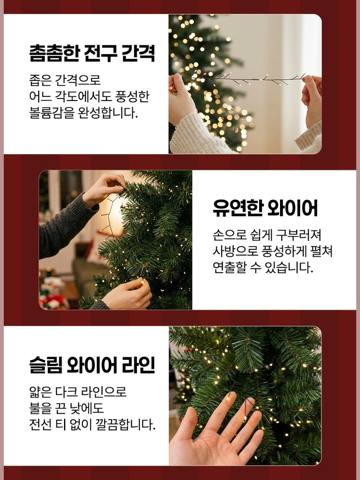 촘촘한 전구 간격
좁은 간격으로
어느 각도에서도 풍성한
볼륨감을 완성합니다.
유연한 와이어
손으로 쉽게 구부러져
사방으로 풍성하게 펼쳐
연출할 수 있습니다.
슬림 와이어 라인
얇은 다크 라인으로
불을 끈 낮에도
전선 티 없이 깔끔합니다.